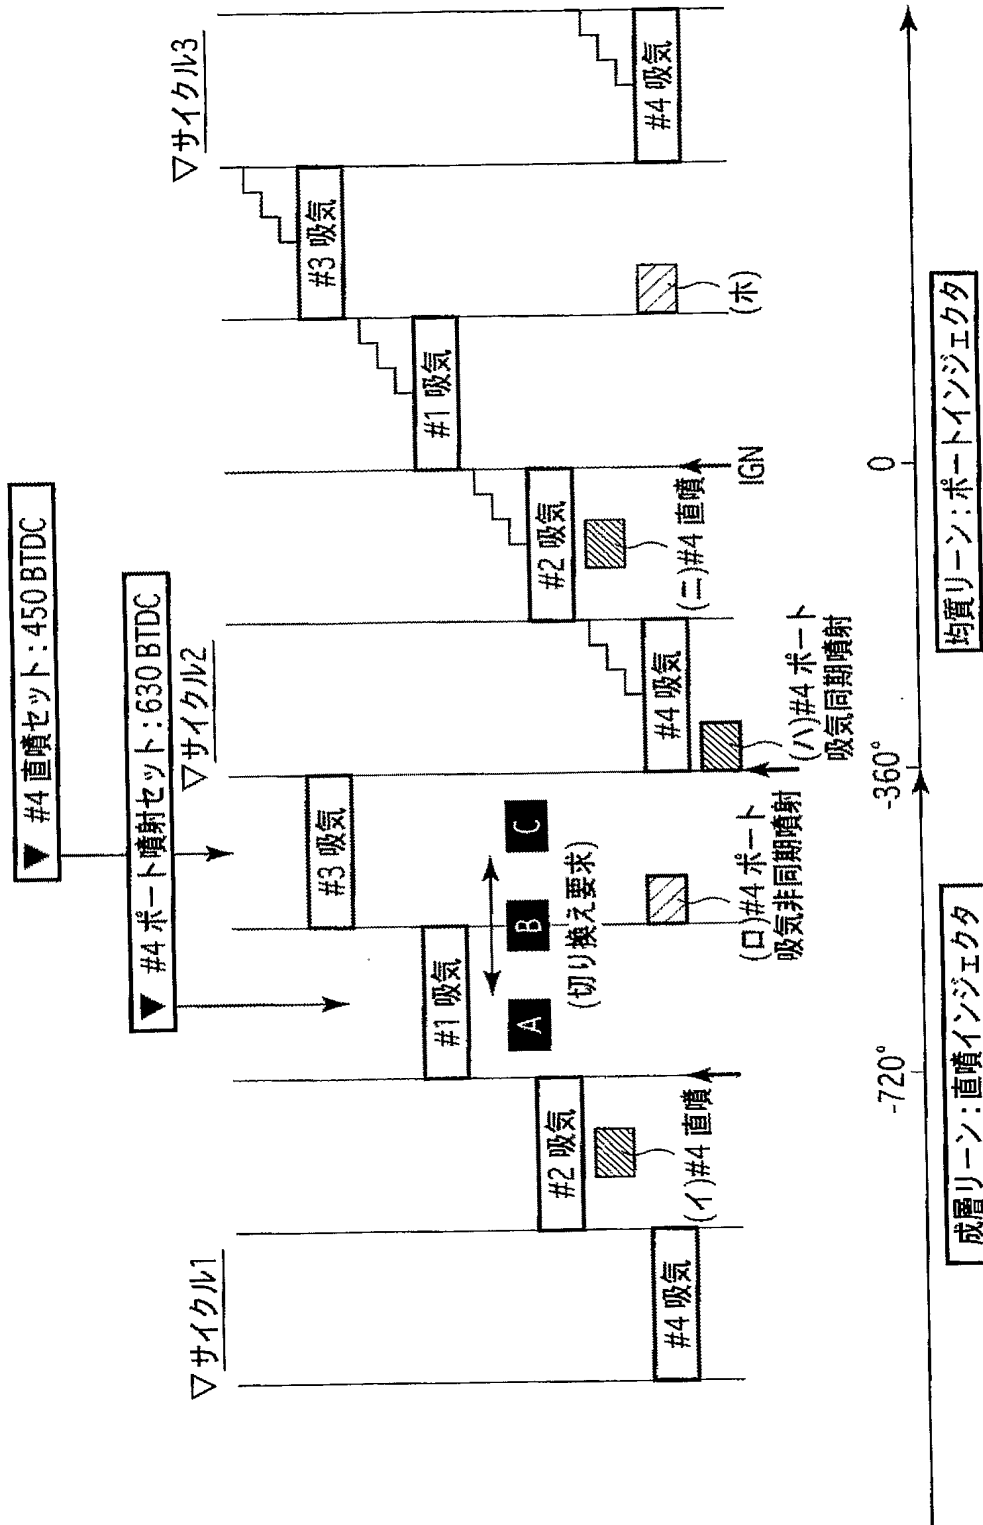 ▼ #4 直噴セット:450 BTDC
▼ #4 ポート噴射セット:630 BTDC
▽サイクル1
▽サイクル2
▽サイクル3
#3 吸気
#3 吸気
#1 吸気
#1 吸気
A
B
C
(切り換え要求)
#2 吸気
#2 吸気
#4 吸気
#4 吸気
#4 吸気
(イ)#4 直噴
(ロ)#4 ポート
吸気非同期噴射
(ハ)#4 ポート
吸気同期噴射
(ニ)#4 直噴
IGN
(ホ)
-720°
-360°
0
成層リーン:直噴インジェクタ
均質リーン:ポートインジェクタ